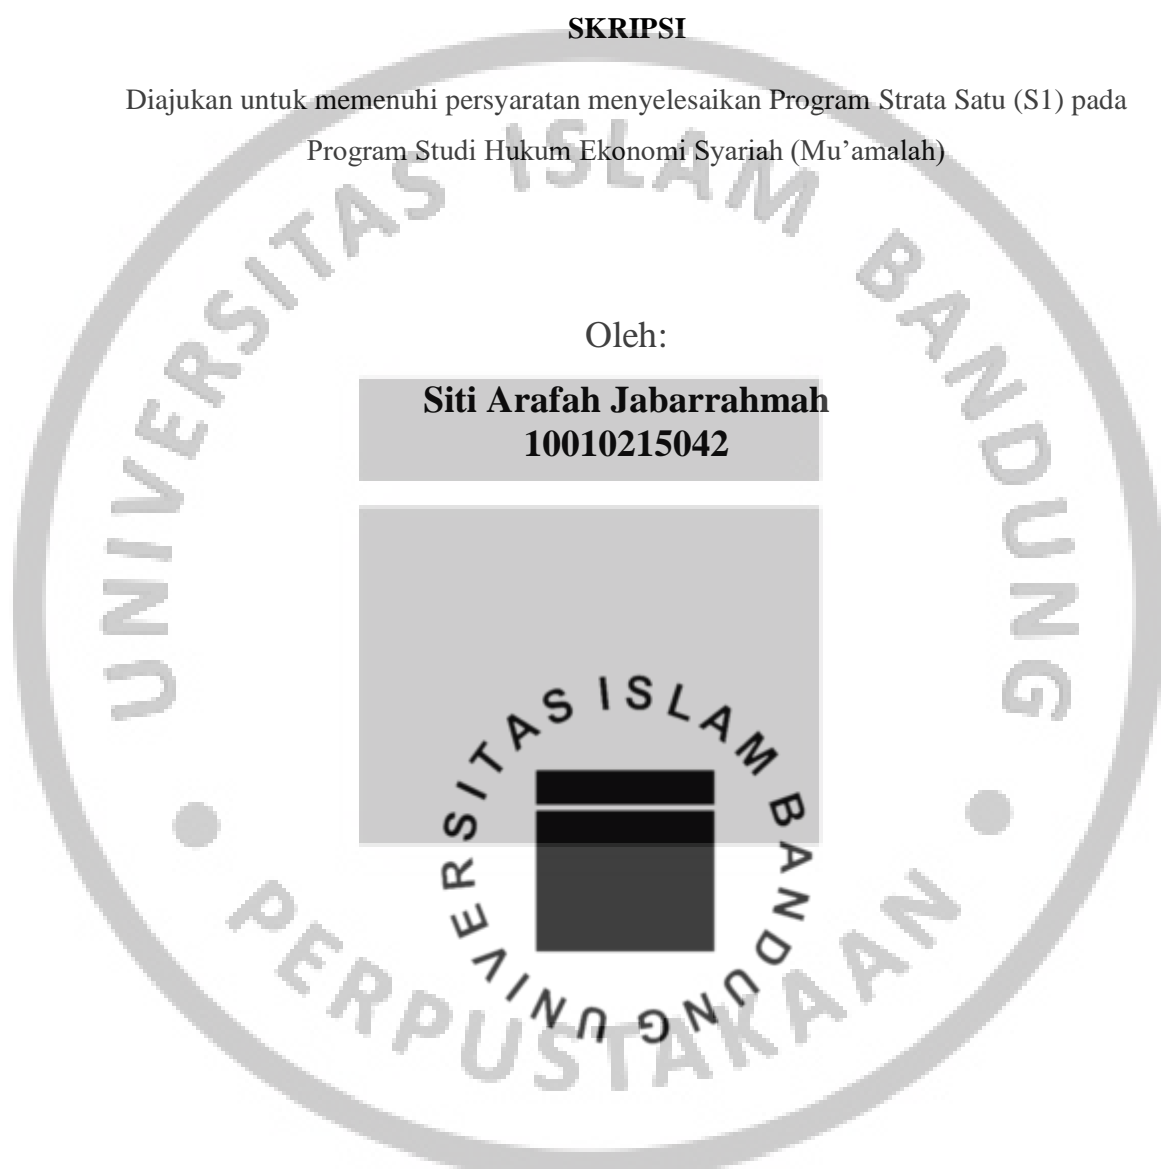 SKRIPSI
Diajukan untuk memenuhi persyaratan menyelesaikan Program Strata Satu (S1) pada
Program Studi Hukum Ekonomi Syariah (Mu’amalah)
UNIVERSITAS ISLAM BANDUNG
Oleh:
Siti Arafah Jabarrahmah
10010215042
UNIVERSITAS ISLAM BANDUNG
PERPUSTAKAAN